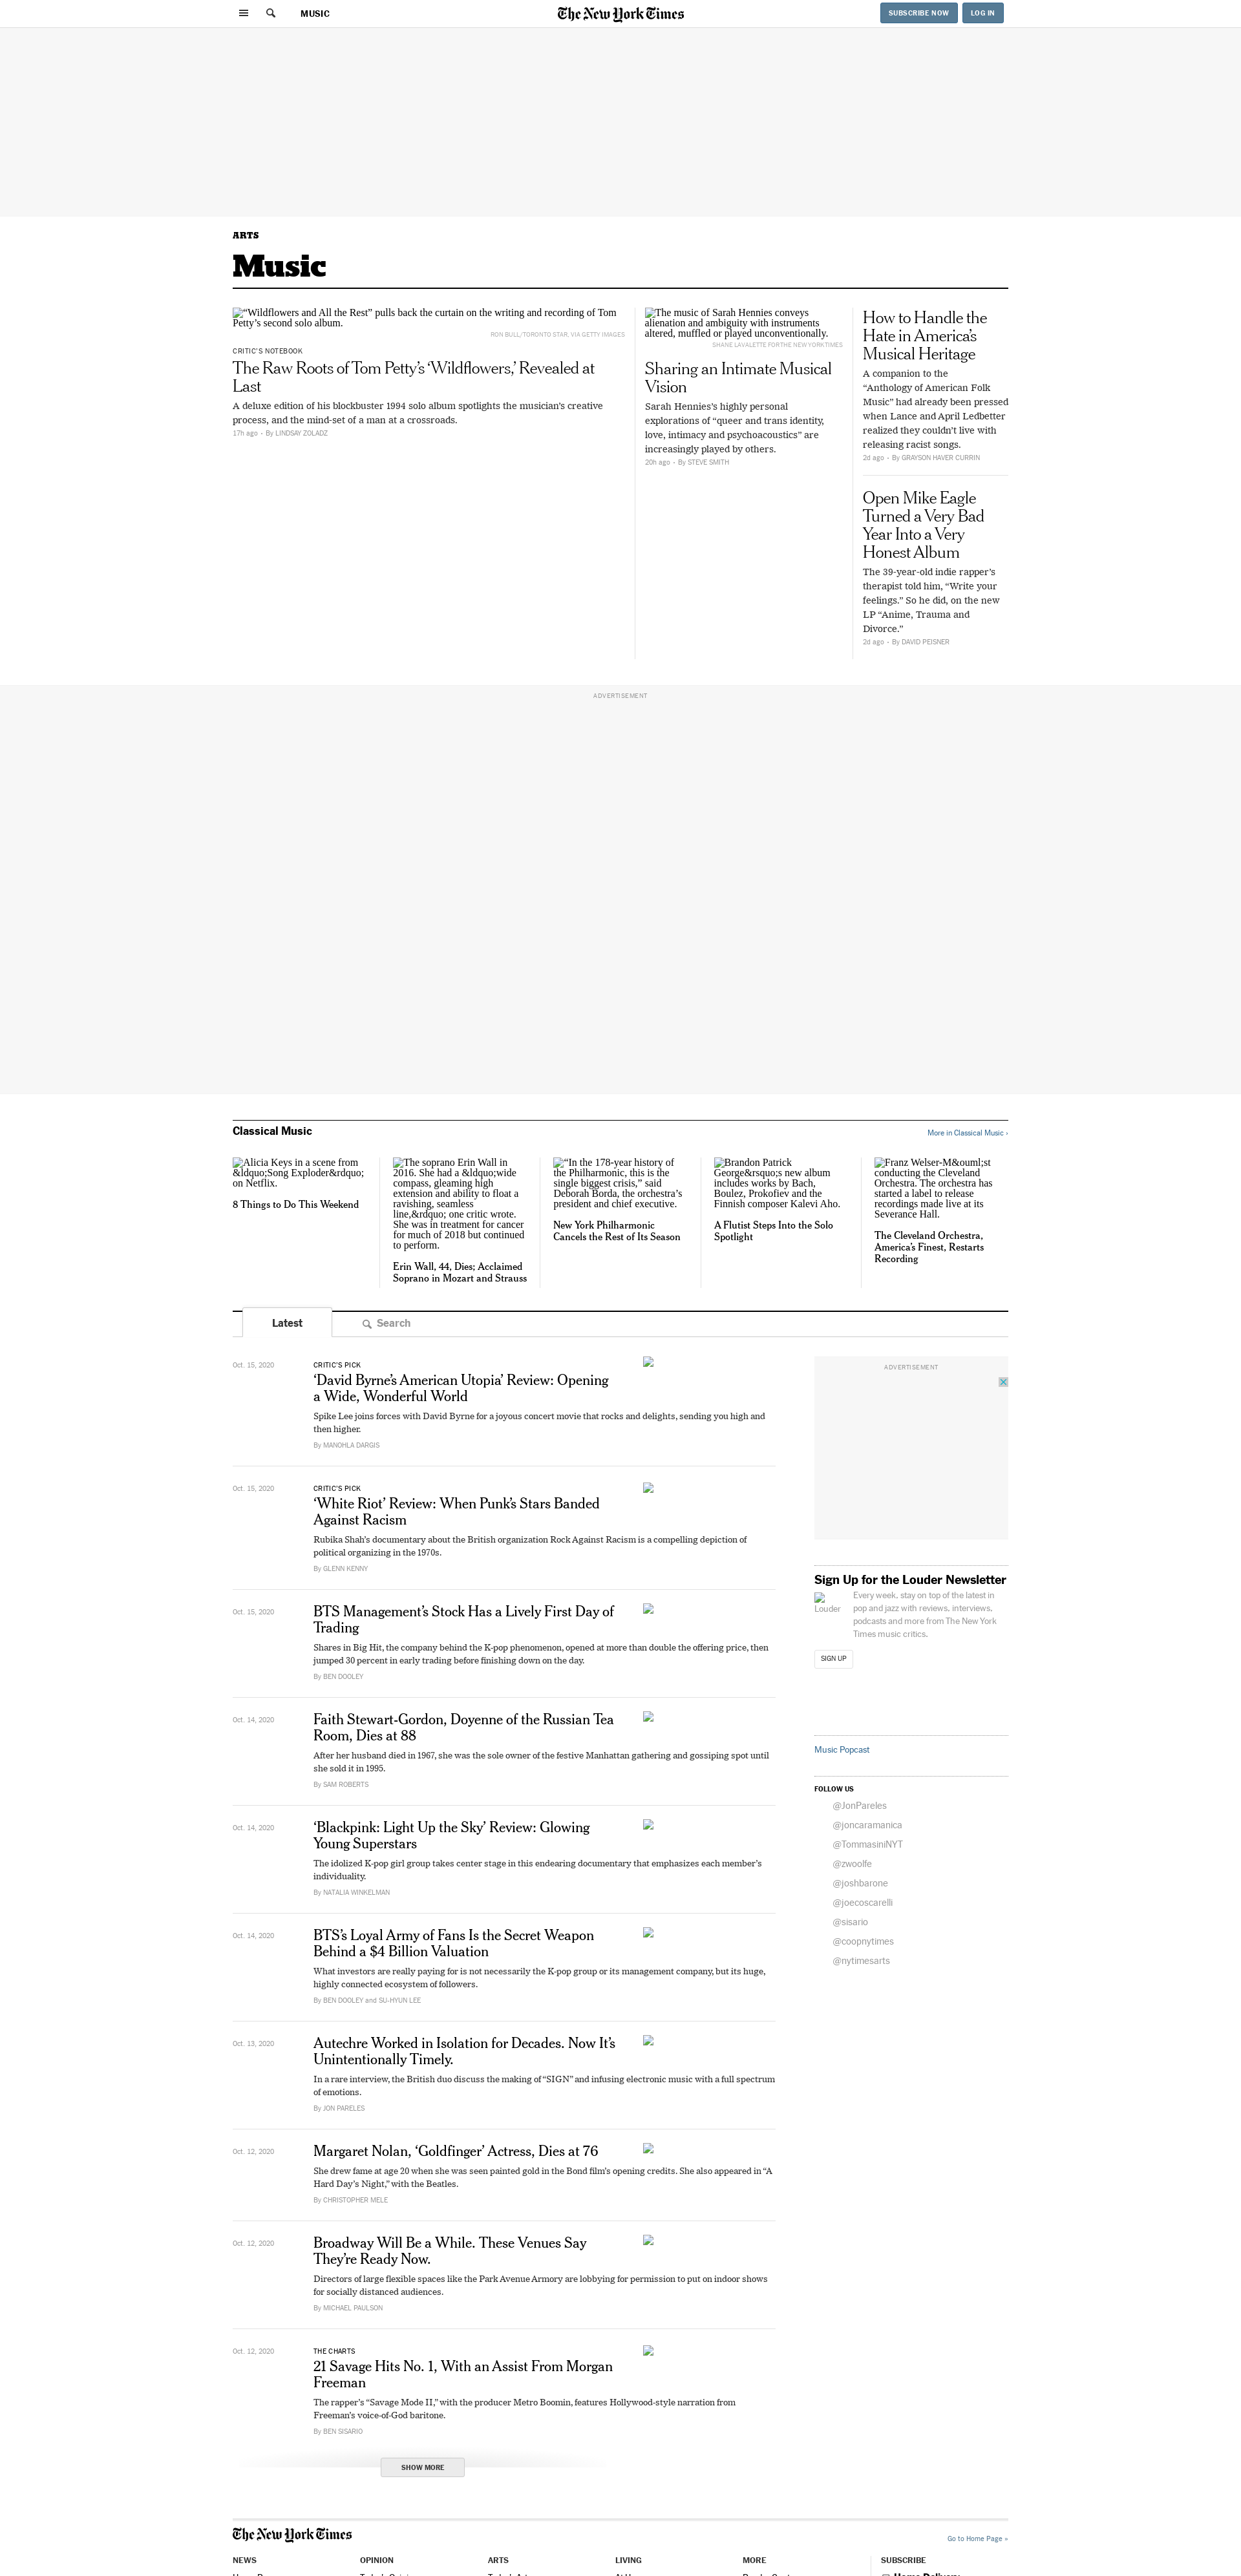 MUSIC
The New York Times
SUBSCRIBE NOW
LOG IN
ARTS
Music
“Wildflowers and All the Rest” pulls back the curtain on the writing and recording of Tom
Petty’s second solo album.
RON BULL/TORONTO STAR, VIA GETTY IMAGES
CRITIC'S NOTEBOOK
The Raw Roots of Tom Petty’s ‘Wildflowers,’ Revealed at
Last
A deluxe edition of his blockbuster 1994 solo album spotlights the musician’s creative
process, and the mind-set of a man at a crossroads.
17h ago • By LINDSAY ZOLADZ
The music of Sarah Hennies conveys
alienation and ambiguity with instruments
altered, muffled or played unconventionally.
SHANE LAVALETTE FOR THE NEW YORK TIMES
Sharing an Intimate Musical
Vision
Sarah Hennies’s highly personal
explorations of “queer and trans identity,
love, intimacy and psychoacoustics” are
increasingly played by others.
20h ago • By STEVE SMITH
How to Handle the
Hate in America’s
Musical Heritage
A companion to the
“Anthology of American Folk
Music” had already been pressed
when Lance and April Ledbetter
realized they couldn’t live with
releasing racist songs.
2d ago • By GRAYSON HAVER CURRIN
Open Mike Eagle
Turned a Very Bad
Year Into a Very
Honest Album
The 39-year-old indie rapper’s
therapist told him, “Write your
feelings.” So he did, on the new
LP “Anime, Trauma and
Divorce.”
2d ago • By DAVID PEISNER
ADVERTISEMENT
Classical Music
More in Classical Music ›
Alicia Keys in a scene from
&ldquo;Song Exploder&rdquo;
on Netflix.
8 Things to Do This Weekend
The soprano Erin Wall in
2016. She had a &ldquo;wide
compass, gleaming high
extension and ability to float a
ravishing, seamless
line,&rdquo; one critic wrote.
She was in treatment for cancer
for much of 2018 but continued
to perform.
Erin Wall, 44, Dies; Acclaimed
Soprano in Mozart and Strauss
“In the 178-year history of
the Philharmonic, this is the
single biggest crisis,” said
Deborah Borda, the orchestra’s
president and chief executive.
New York Philharmonic
Cancels the Rest of Its Season
Brandon Patrick
George&rsquo;s new album
includes works by Bach,
Boulez, Prokofiev and the
Finnish composer Kalevi Aho.
A Flutist Steps Into the Solo
Spotlight
Franz Welser-M&ouml;st
conducting the Cleveland
Orchestra. The orchestra has
started a label to release
recordings made live at its
Severance Hall.
The Cleveland Orchestra,
America’s Finest, Restarts
Recording
Latest
Search
Oct. 15, 2020
CRITIC’S PICK
‘David Byrne’s American Utopia’ Review: Opening
a Wide, Wonderful World
Spike Lee joins forces with David Byrne for a joyous concert movie that rocks and delights, sending you high and
then higher.
By MANOHLA DARGIS
Oct. 15, 2020
CRITIC’S PICK
‘White Riot’ Review: When Punk’s Stars Banded
Against Racism
Rubika Shah’s documentary about the British organization Rock Against Racism is a compelling depiction of
political organizing in the 1970s.
By GLENN KENNY
Oct. 15, 2020
BTS Management’s Stock Has a Lively First Day of
Trading
Shares in Big Hit, the company behind the K-pop phenomenon, opened at more than double the offering price, then
jumped 30 percent in early trading before finishing down on the day.
By BEN DOOLEY
Oct. 14, 2020
Faith Stewart-Gordon, Doyenne of the Russian Tea
Room, Dies at 88
After her husband died in 1967, she was the sole owner of the festive Manhattan gathering and gossiping spot until
she sold it in 1995.
By SAM ROBERTS
Oct. 14, 2020
‘Blackpink: Light Up the Sky’ Review: Glowing
Young Superstars
The idolized K-pop girl group takes center stage in this endearing documentary that emphasizes each member’s
individuality.
By NATALIA WINKELMAN
Oct. 14, 2020
BTS’s Loyal Army of Fans Is the Secret Weapon
Behind a $4 Billion Valuation
What investors are really paying for is not necessarily the K-pop group or its management company, but its huge,
highly connected ecosystem of followers.
By BEN DOOLEY and SU-HYUN LEE
Oct. 13, 2020
Autechre Worked in Isolation for Decades. Now It’s
Unintentionally Timely.
In a rare interview, the British duo discuss the making of “SIGN” and infusing electronic music with a full spectrum
of emotions.
By JON PARELES
Oct. 12, 2020
Margaret Nolan, ‘Goldfinger’ Actress, Dies at 76
She drew fame at age 20 when she was seen painted gold in the Bond film’s opening credits. She also appeared in “A
Hard Day’s Night,” with the Beatles.
By CHRISTOPHER MELE
Oct. 12, 2020
Broadway Will Be a While. These Venues Say
They’re Ready Now.
Directors of large flexible spaces like the Park Avenue Armory are lobbying for permission to put on indoor shows
for socially distanced audiences.
By MICHAEL PAULSON
Oct. 12, 2020
THE CHARTS
21 Savage Hits No. 1, With an Assist From Morgan
Freeman
The rapper’s “Savage Mode II,” with the producer Metro Boomin, features Hollywood-style narration from
Freeman’s voice-of-God baritone.
By BEN SISARIO
SHOW MORE
ADVERTISEMENT
Sign Up for the Louder Newsletter
Louder
Every week, stay on top of the latest in
pop and jazz with reviews, interviews,
podcasts and more from The New York
Times music critics.
SIGN UP
Music Popcast
FOLLOW US
@JonPareles
@joncaramanica
@TommasiniNYT
@zwoolfe
@joshbarone
@joecoscarelli
@sisario
@coopnytimes
@nytimesarts
The New York Times
Go to Home Page »
NEWS
OPINION
ARTS
LIVING
MORE
SUBSCRIBE